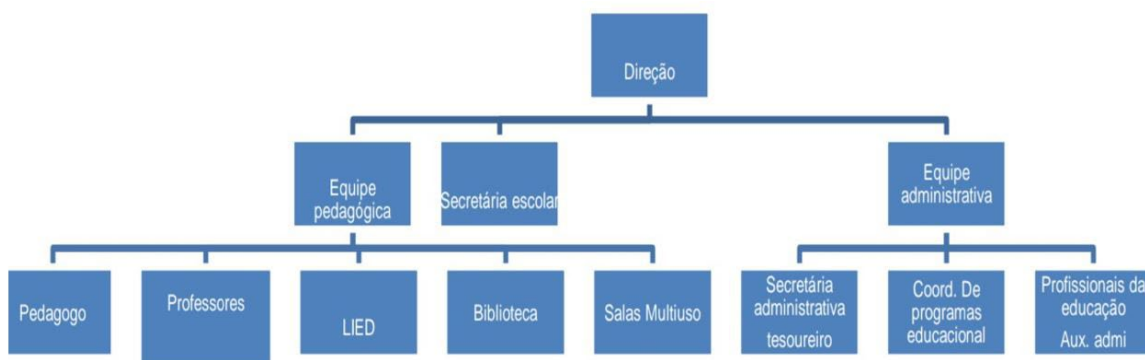 Direção
Equipe
pedagógica
Secretária escolar
Equipe
administrativa
Pedagogo
Professores
LIED
Biblioteca
Salas Multiuso
Secretária
administrativa
tesoureiro
Coord. De
programas
educacional
Profissionais da
educação
Aux. admi